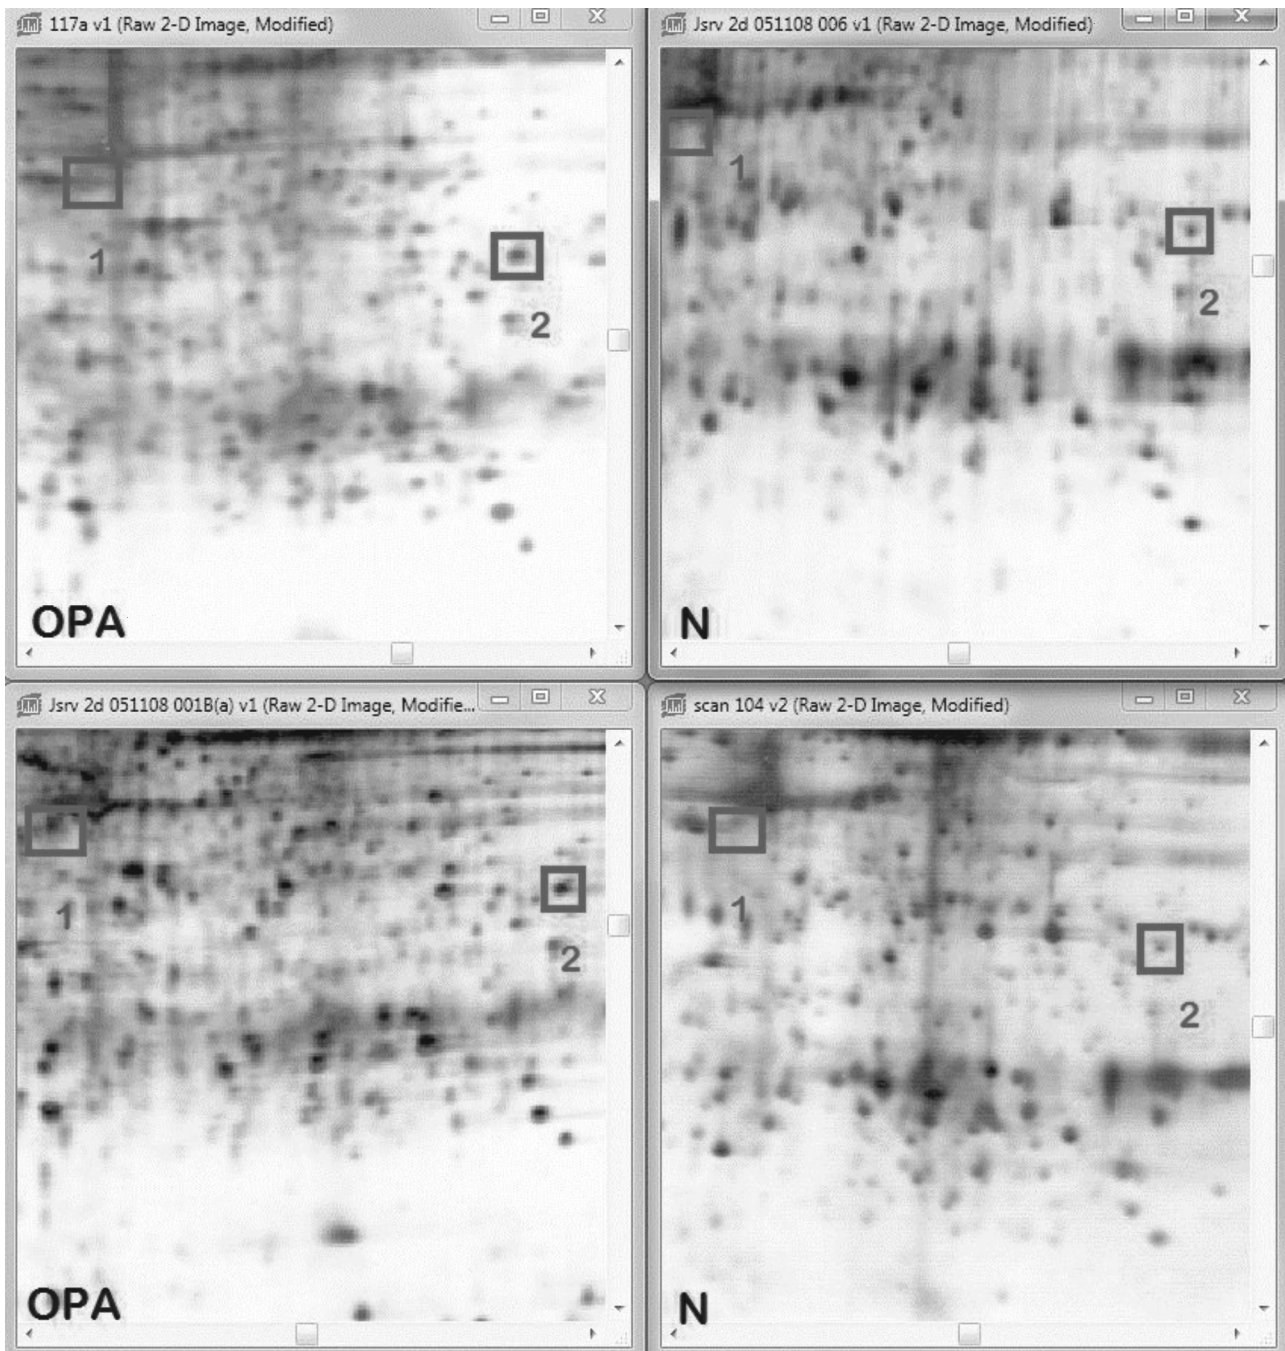 117a v1 (Raw 2-D Image, Modified)
1
2
OPA
Jsrv 2d 051108 006 v1 (Raw 2-D Image, Modified)
1
2
N
Jsrv 2d 051108 001B(a) v1 (Raw 2-D Image, Modifie...
1
2
OPA
scan 104 v2 (Raw 2-D Image, Modified)
1
2
N